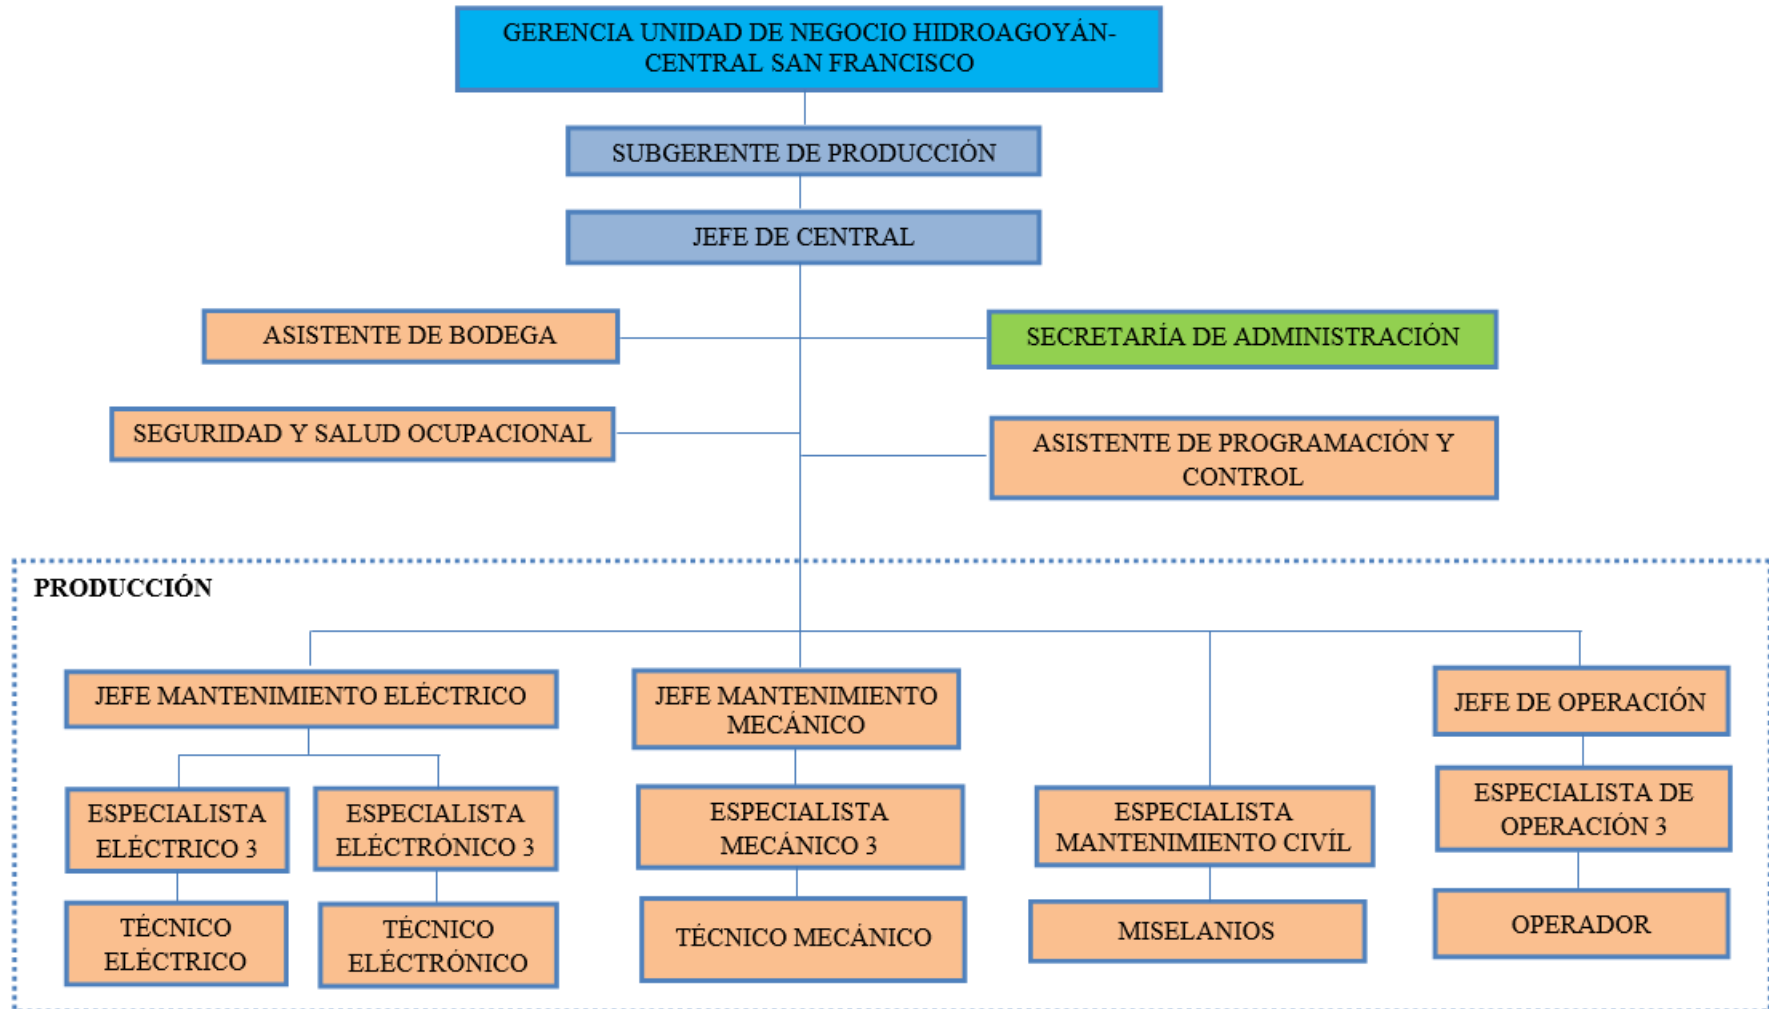 GERENCIA UNIDAD DE NEGOCIO HIDROAGOYÁN-
CENTRAL SAN FRANCISCO
SUBGERENTE DE PRODUCCIÓN
JEFE DE CENTRAL
ASISTENTE DE BODEGA
SECRETARÍA DE ADMINISTRACIÓN
SEGURIDAD Y SALUD OCUPACIONAL
ASISTENTE DE PROGRAMACIÓN Y
CONTROL
PRODUCCIÓN
JEFE MANTENIMIENTO ELÉCTRICO
JEFE MANTENIMIENTO
MECÁNICO
JEFE DE OPERACIÓN
ESPECIALISTA
ELÉCTRICO 3
ESPECIALISTA
ELÉCTRÓNICO 3
ESPECIALISTA
MECÁNICO 3
ESPECIALISTA
MANTENIMIENTO CIVÍL
ESPECIALISTA DE
OPERACIÓN 3
TÉCNICO
ELÉCTRICO
TÉCNICO
ELÉCTRÓNICO
TÉCNICO MECÁNICO
MISELANIOS
OPERADOR